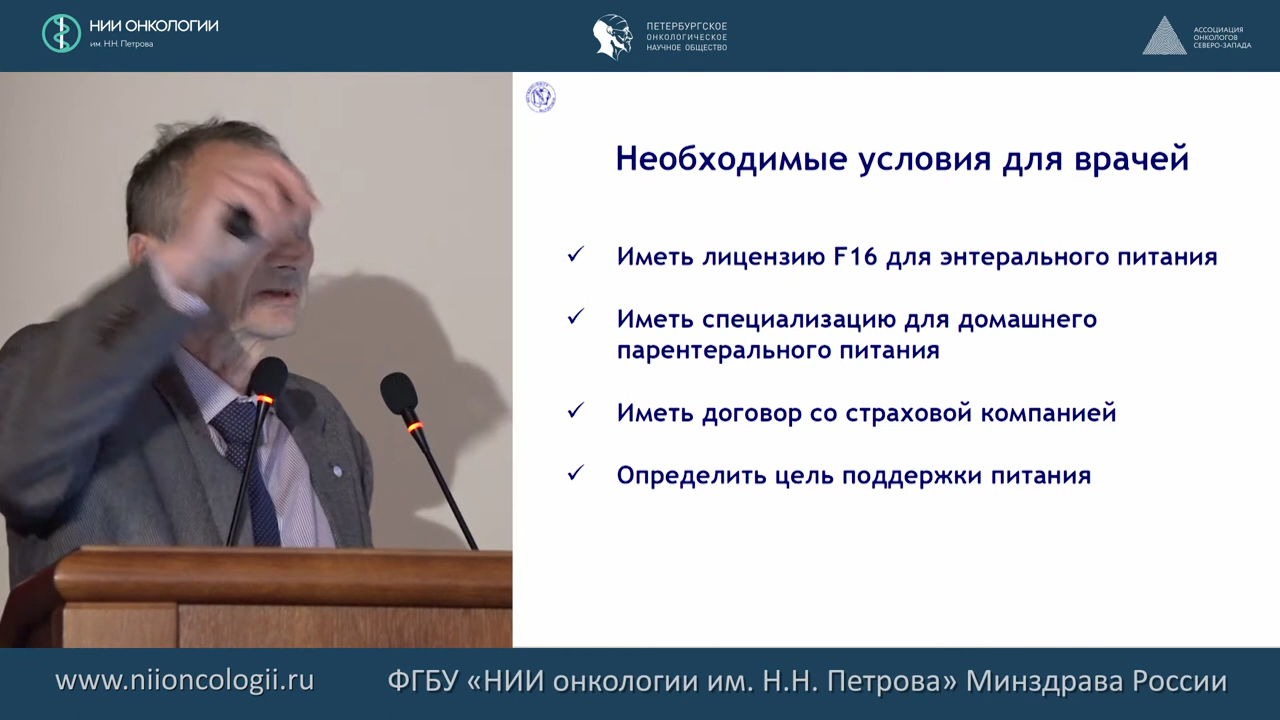 НИИ ОНКОЛОГИИ
им. Н.Н. Петрова
ПЕТЕРБУРГСКОЕ
ОНКОЛОГИЧЕСКОЕ
НАУЧНОЕ ОБЩЕСТВО
АССОЦИАЦИЯ
ОНКОЛОГОВ
СЕВЕРО-ЗАПАДА
Необходимые условия для врачей
Иметь лицензию F16 для энтерального питания
Иметь специализацию для домашнего
парентерального питания
Иметь договор со страховой компанией
Определить цель поддержки питания
www.niioncologii.ru
ФГБУ «НИИ онкологии им. Н.Н. Петрова» Минздрава России